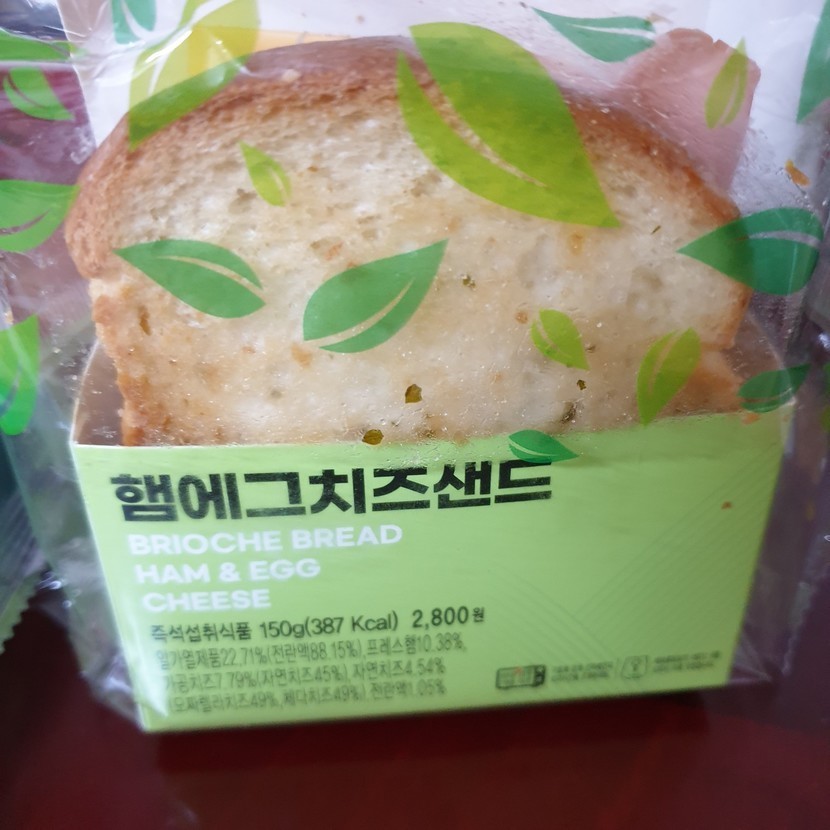 햄에그치즈샌드
BRIOCHE BREAD
HAM & EGG
CHEESE
즉석섭취식품 150g(387 Kcal) 2,800원
알가열제품22.71%(전란액88.15%),프레스햄10.38%,
가공치즈7.79%(자연치즈45%),자연치즈4.54%
(모짜렐라치즈49%,체다치즈49%),전란액1.05%